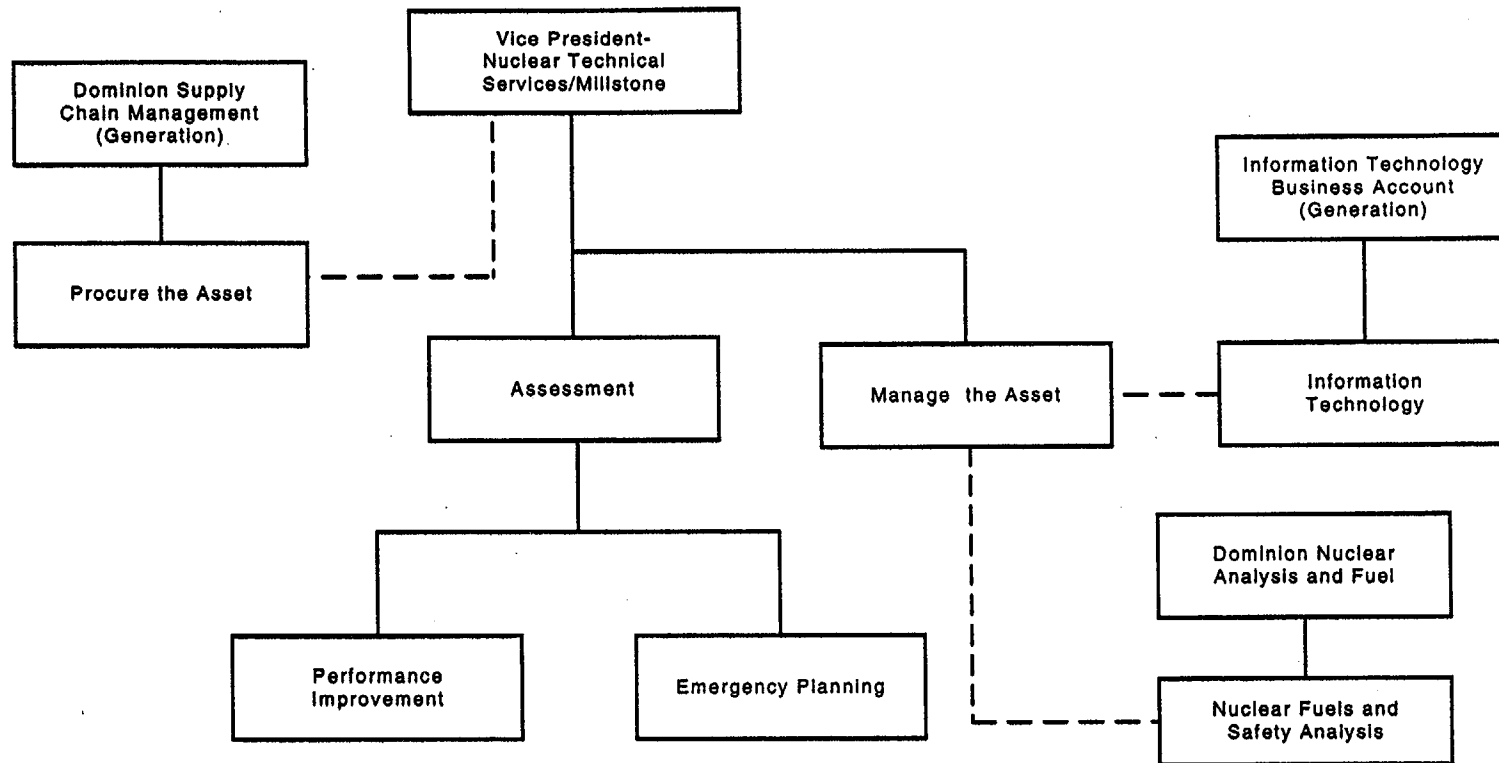 Vice President-
Nuclear Technical
Services/Millstone
Dominion Supply
Chain Management
(Generation)
Information Technology
Business Account
(Generation)
Procure the Asset
Assessment
Manage the Asset
Information
Technology
Dominion Nuclear
Analysis and Fuel
Performance
Improvement
Emergency Planning
Nuclear Fuels and
Safety Analysis